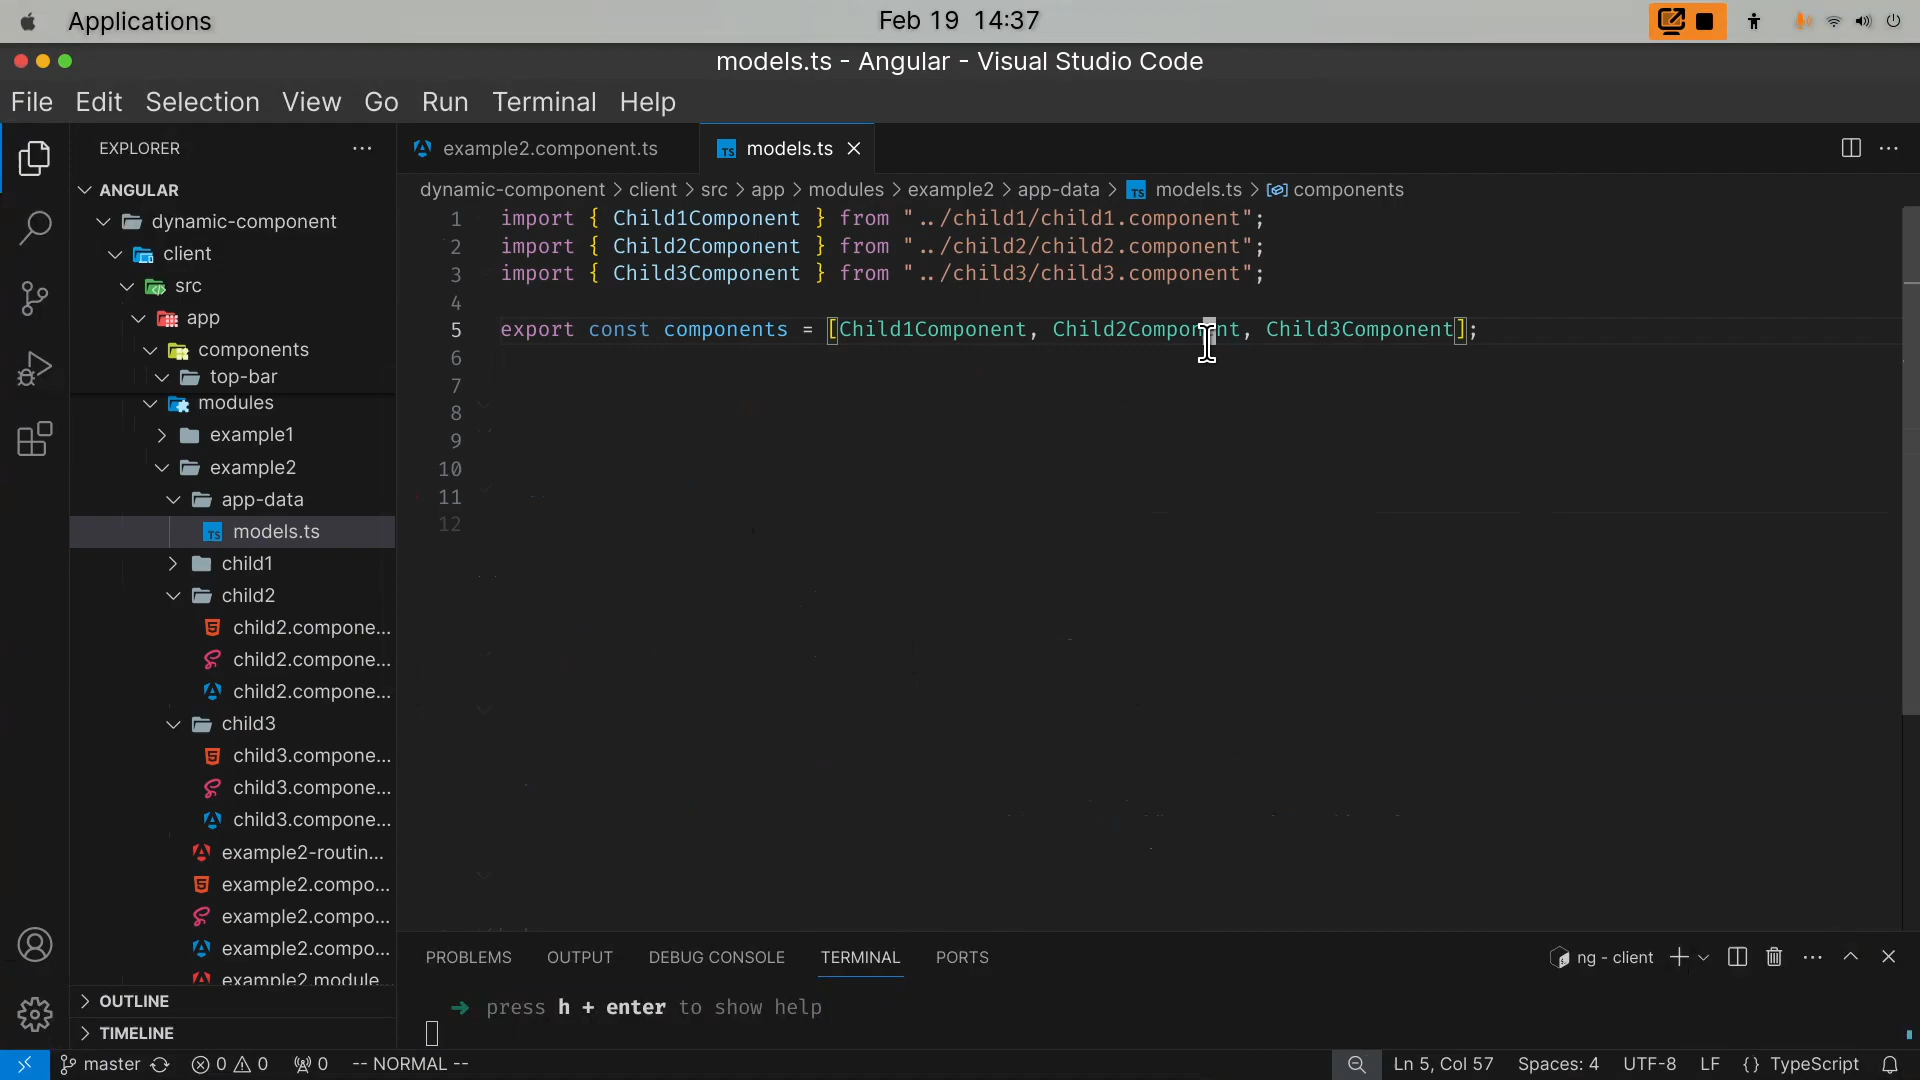 Applications
Feb 19 14:37
models.ts - Angular - Visual Studio Code
File Edit Selection View Go Run Terminal Help
EXPLORER
ANGULAR
dynamic-component
client
src
app
components
top-bar
modules
example1
example2
app-data
models.ts
child1
child2
child2.compone...
child2.compone...
child2.compone...
child3
child3.compone...
child3.compone...
child3.compone...
example2-routin...
example2.compo...
example2.compo...
example2.compo...
example2.module...
OUTLINE
TIMELINE
example2.component.ts
models.ts
dynamic-component > client > src > app > modules > example2 > app-data > models.ts > components
1 import { Child1Component } from "../child1/child1.component";
2 import { Child2Component } from "../child2/child2.component";
3 import { Child3Component } from "../child3/child3.component";
4
5 export const components = [Child1Component, Child2Component, Child3Component];
6
7
8
9
10
11
12
PROBLEMS OUTPUT DEBUG CONSOLE TERMINAL PORTS
ng - client
➜ press h + enter to show help
master 0 0 0 -- NORMAL --
Ln 5, Col 57 Spaces: 4 UTF-8 LF {} TypeScript